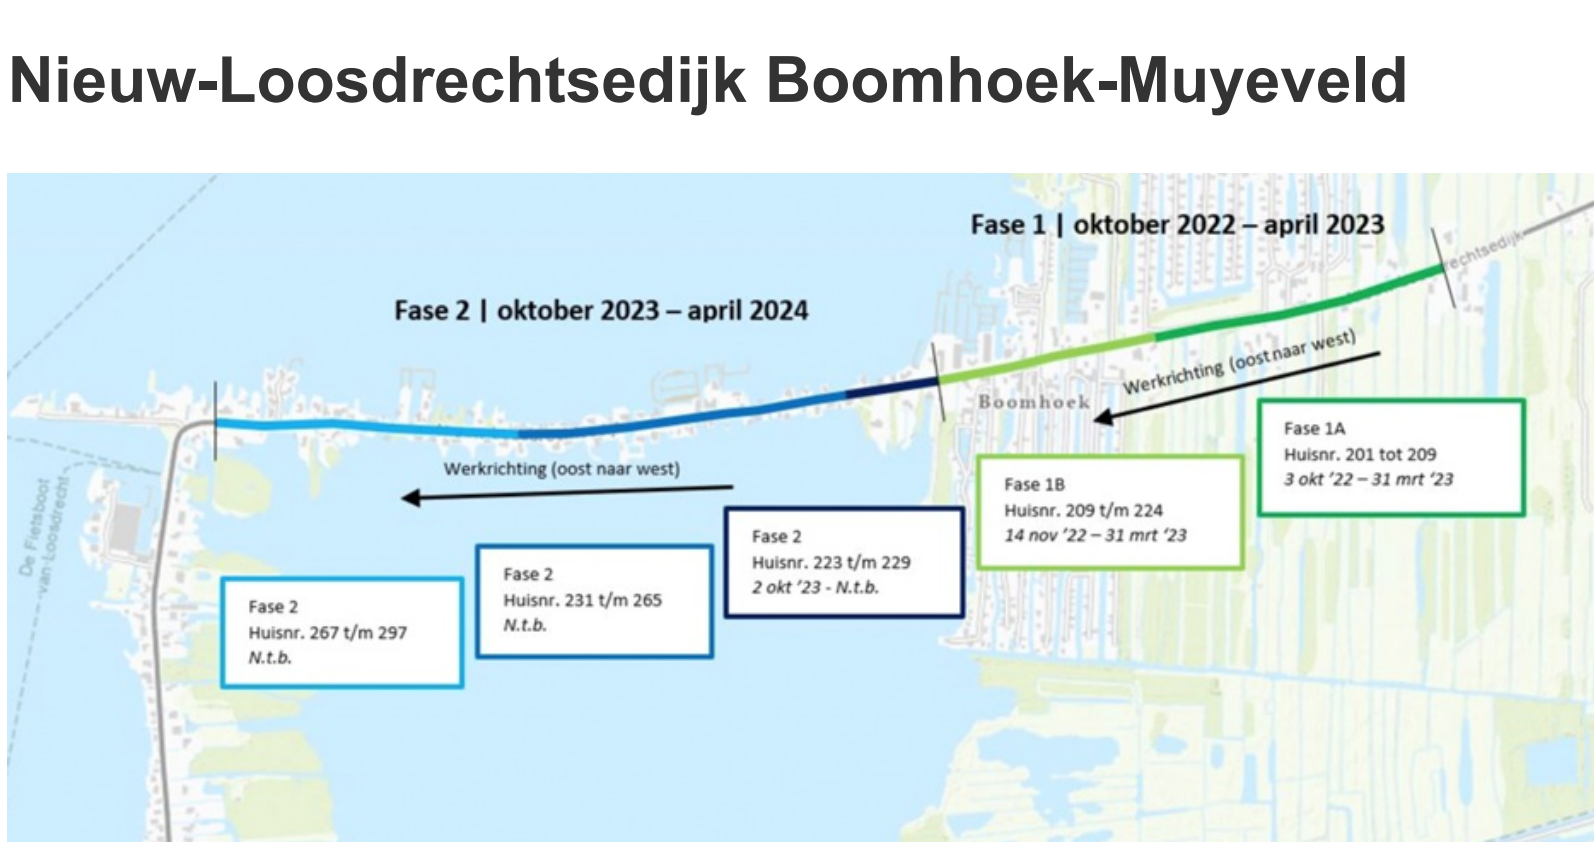 Nieuw-Loosdrechtsedijk Boomhoek-Muyeveld
Fase 1 | oktober 2022 – april 2023
rechtsedijk
Fase 2 | oktober 2023 – april 2024
Werkrichting (oost naar west)
Boomhoek
Fase 1A
Huisnr. 201 tot 209
3 okt ’22 – 31 mrt ‘23
Werkrichting (oost naar west)
Fase 1B
Huisnr. 209 t/m 224
14 nov ’22 – 31 mrt ‘23
Fase 2
Huisnr. 223 t/m 229
2 okt ’23 - N.t.b.
Fase 2
Huisnr. 231 t/m 265
N.t.b.
Fase 2
Huisnr. 267 t/m 297
N.t.b.
De Fietsboot
van Loosdrecht